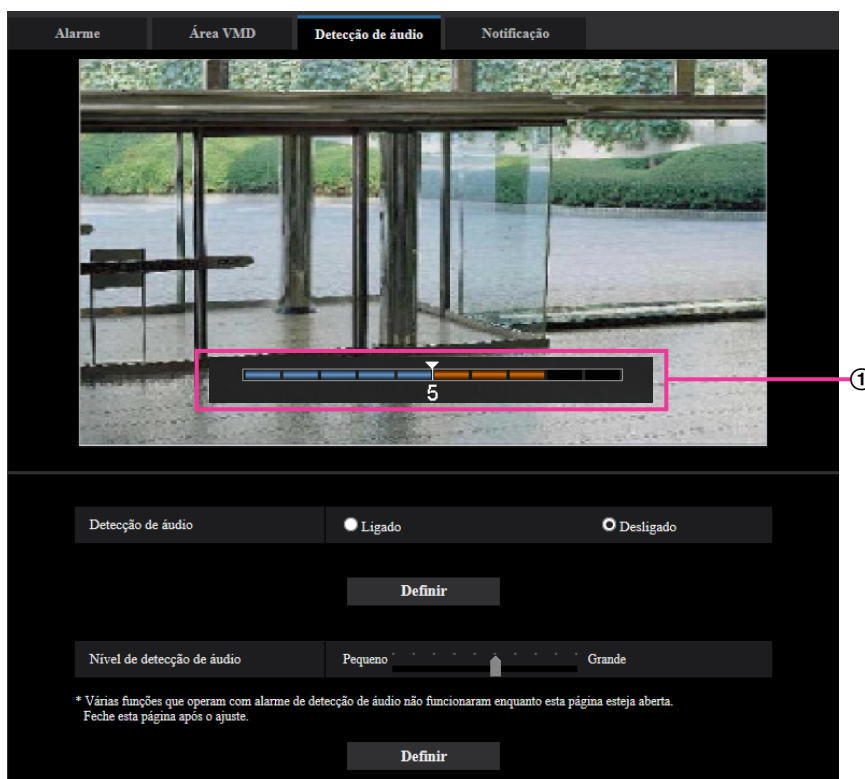 Alarme Área VMD Detecção de áudio Notificação
5
①
Detecção de áudio Ligado Desligado
Definir
Nível de detecção de áudio Pequeno Grande
* Várias funções que operam com alarme de detecção de áudio não funcionaram enquanto esta página esteja aberta.
Feche esta página após o ajuste.
Definir